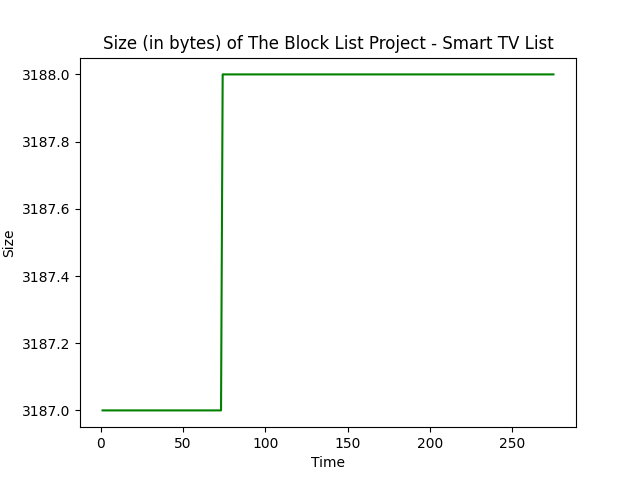 Size (in bytes) of The Block List Project - Smart TV List
3188.0
3187.8
3187.6
Size
3187.4
3187.2
3187.0
0 50 100 150 200 250
Time